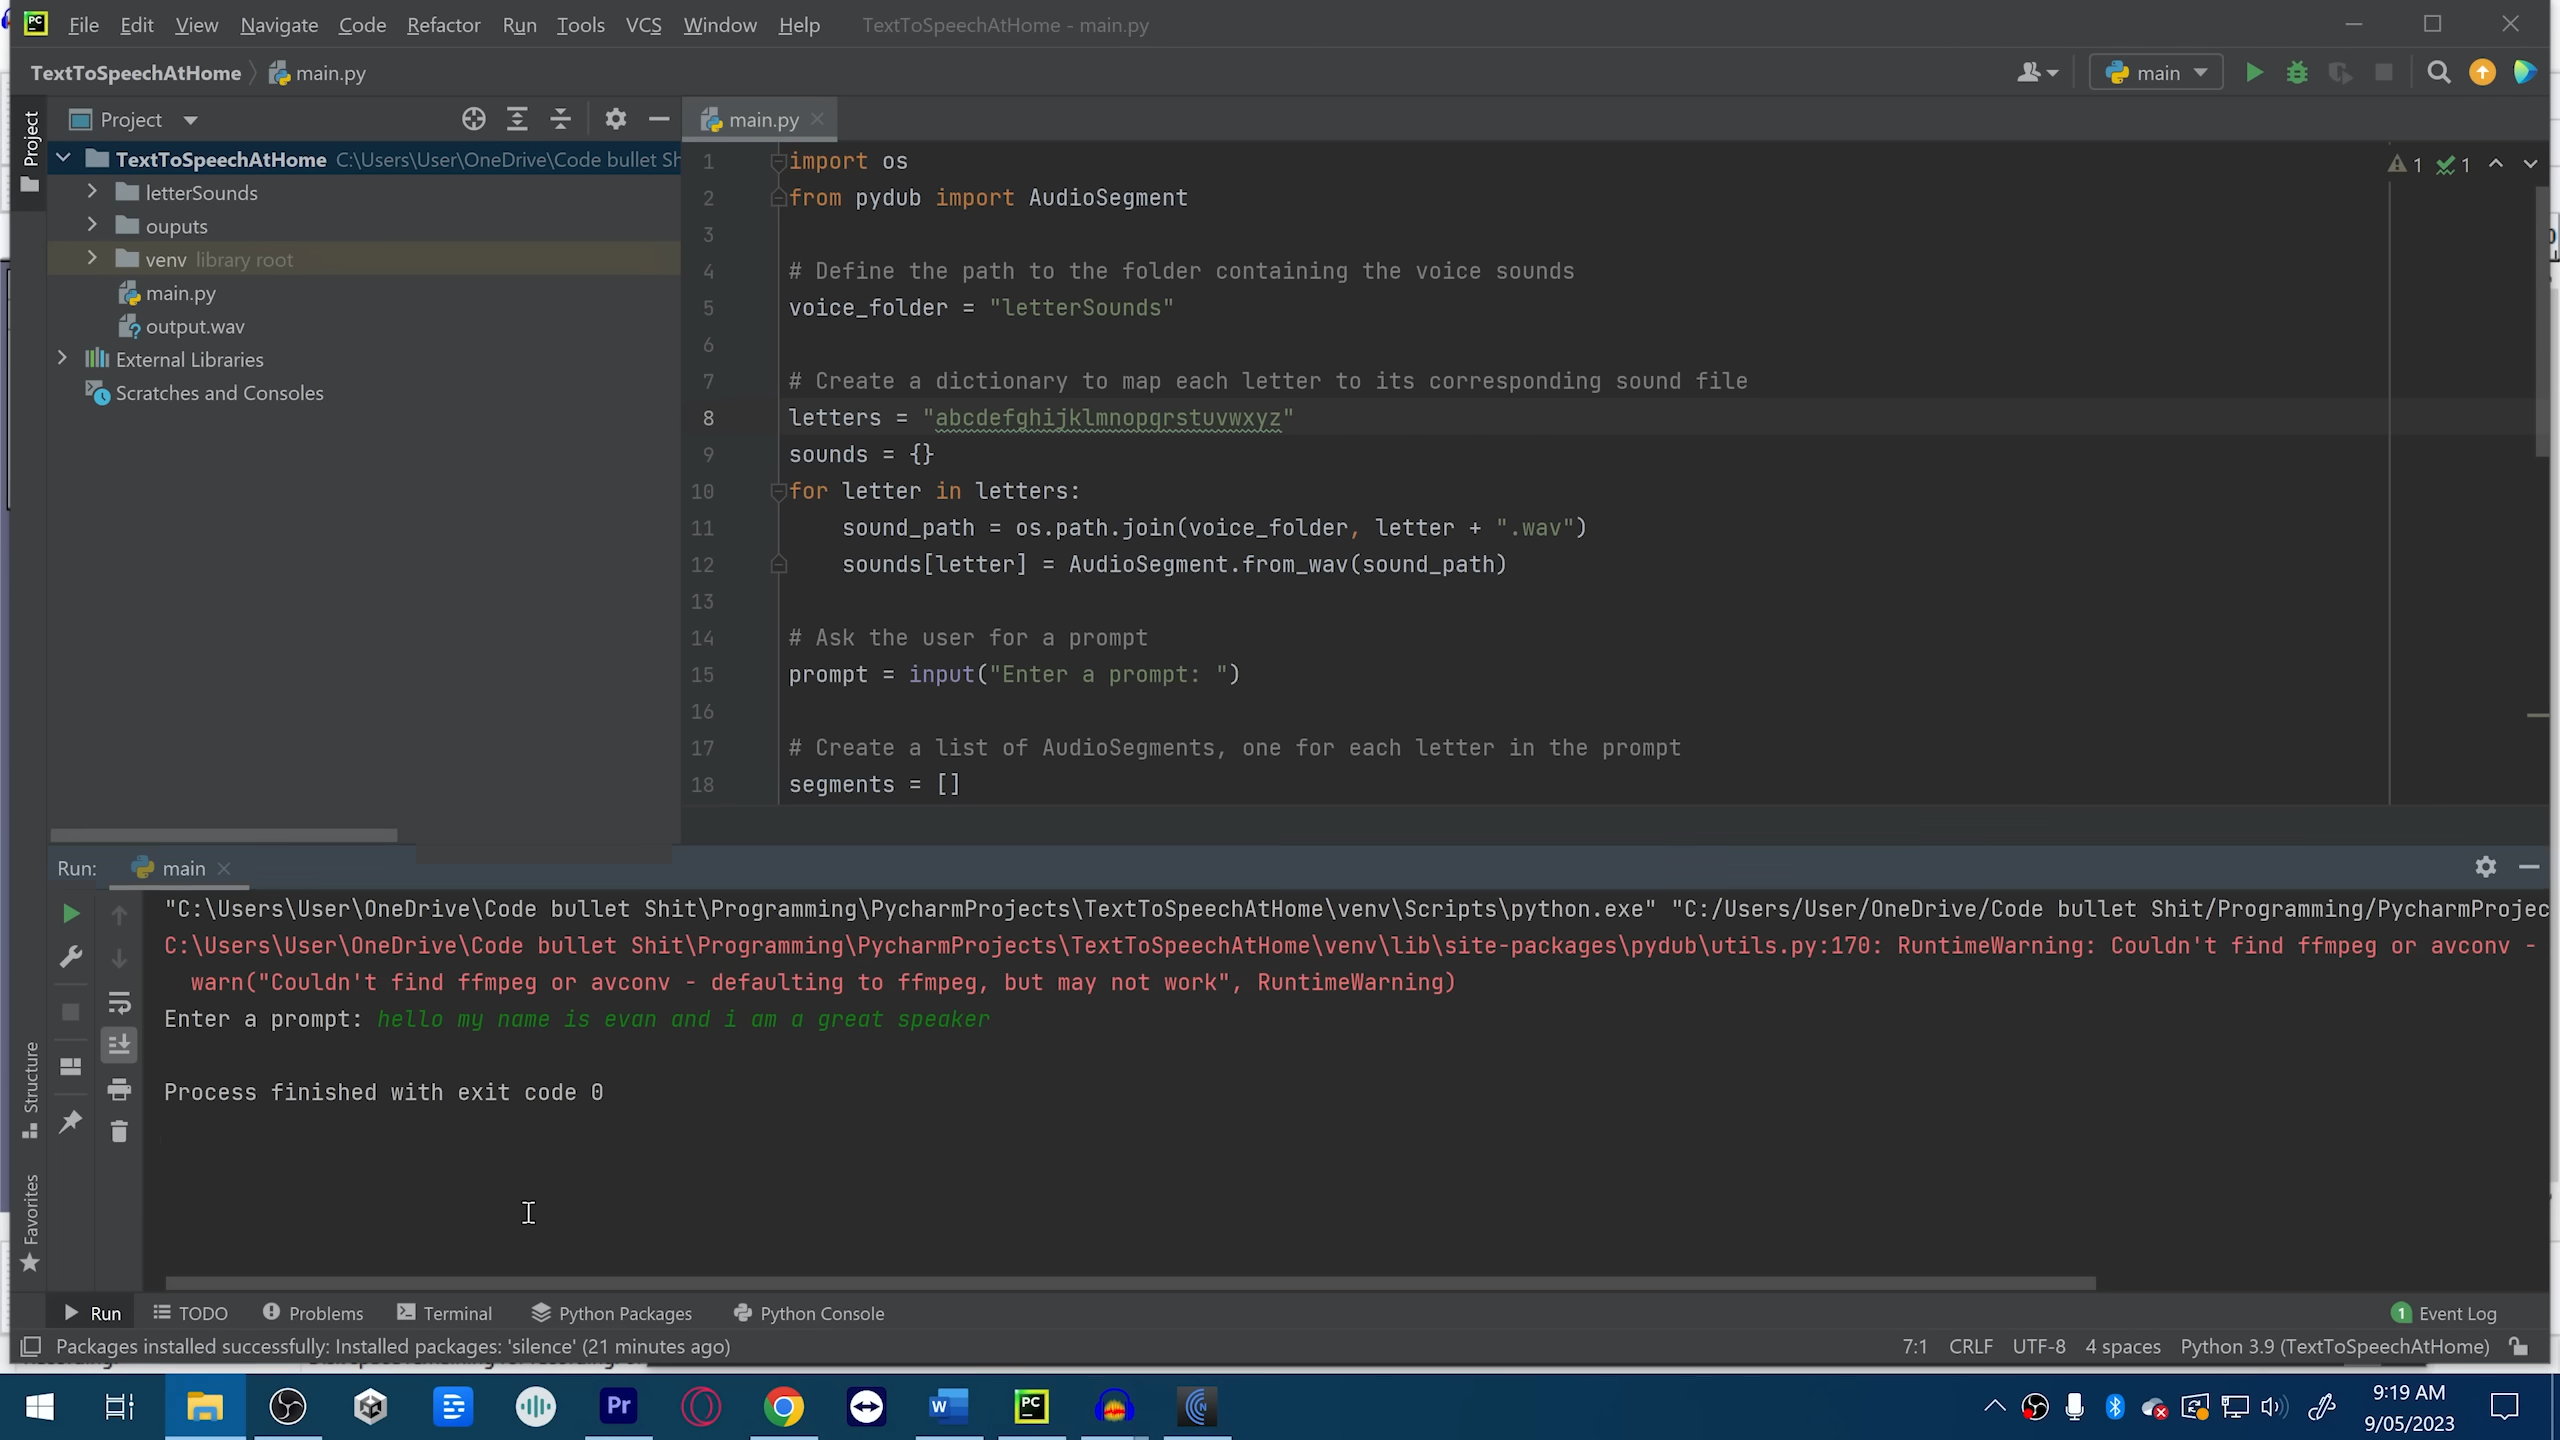 File Edit View Navigate Code Refactor Run Tools VCS Window Help TextToSpeechAtHome - main.py
TextToSpeechAtHome main.py
main
Project
Project
main.py
TextToSpeechAtHome C:\Users\User\OneDrive\Code bullet Sh
letterSounds
ouputs
venv library root
main.py
output.wav
External Libraries
Scratches and Consoles
1 import os
2 from pydub import AudioSegment
3
4 # Define the path to the folder containing the voice sounds
5 voice_folder = "letterSounds"
6
7 # Create a dictionary to map each letter to its corresponding sound file
8 letters = "abcdefghijklmnopqrstuvwxyz"
9 sounds = {}
10 for letter in letters:
11 sound_path = os.path.join(voice_folder, letter + ".wav")
12 sounds[letter] = AudioSegment.from_wav(sound_path)
13
14 # Ask the user for a prompt
15 prompt = input("Enter a prompt: ")
16
17 # Create a list of AudioSegments, one for each letter in the prompt
18 segments = []
1 1
Run: main
"C:\Users\User\OneDrive\Code bullet Shit\Programming\PycharmProjects\TextToSpeechAtHome\venv\Scripts\python.exe" "C:/Users/User/OneDrive/Code bullet Shit/Programming/PycharmProjec
C:\Users\User\OneDrive\Code bullet Shit\Programming\PycharmProjects\TextToSpeechAtHome\venv\lib\site-packages\pydub\utils.py:170: RuntimeWarning: Couldn't find ffmpeg or avconv -
warn("Couldn't find ffmpeg or avconv - defaulting to ffmpeg, but may not work", RuntimeWarning)
Enter a prompt: hello my name is evan and i am a great speaker
Process finished with exit code 0
Structure
Favorites
Run TODO Problems Terminal Python Packages Python Console 1 Event Log
Packages installed successfully: Installed packages: 'silence' (21 minutes ago) 7:1 CRLF UTF-8 4 spaces Python 3.9 (TextToSpeechAtHome)
Pr W PC N
9:19 AM
9/05/2023